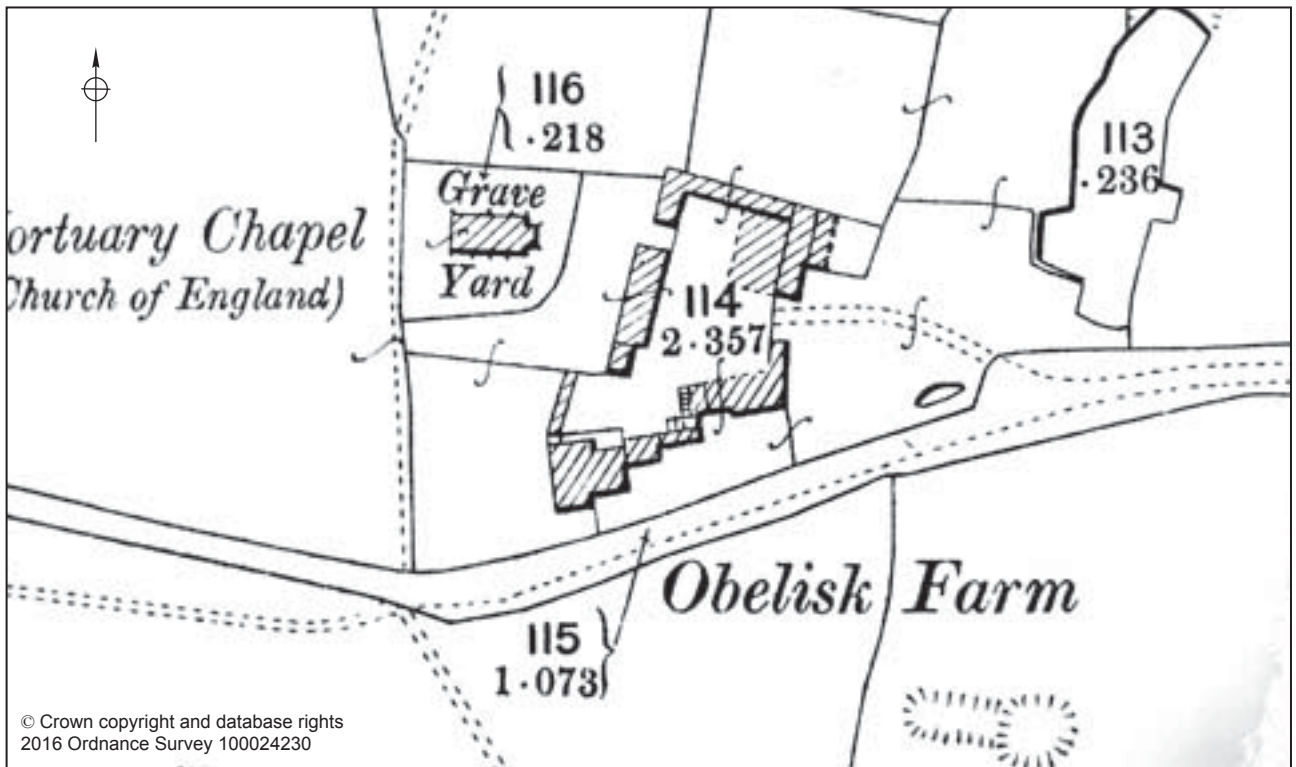 116
.218
Grave
Yard
ortuary Chapel
Church of England)
113
.236
114
2.357
Obelisk Farm
115
1.073
© Crown copyright and database rights
2016 Ordnance Survey 100024230